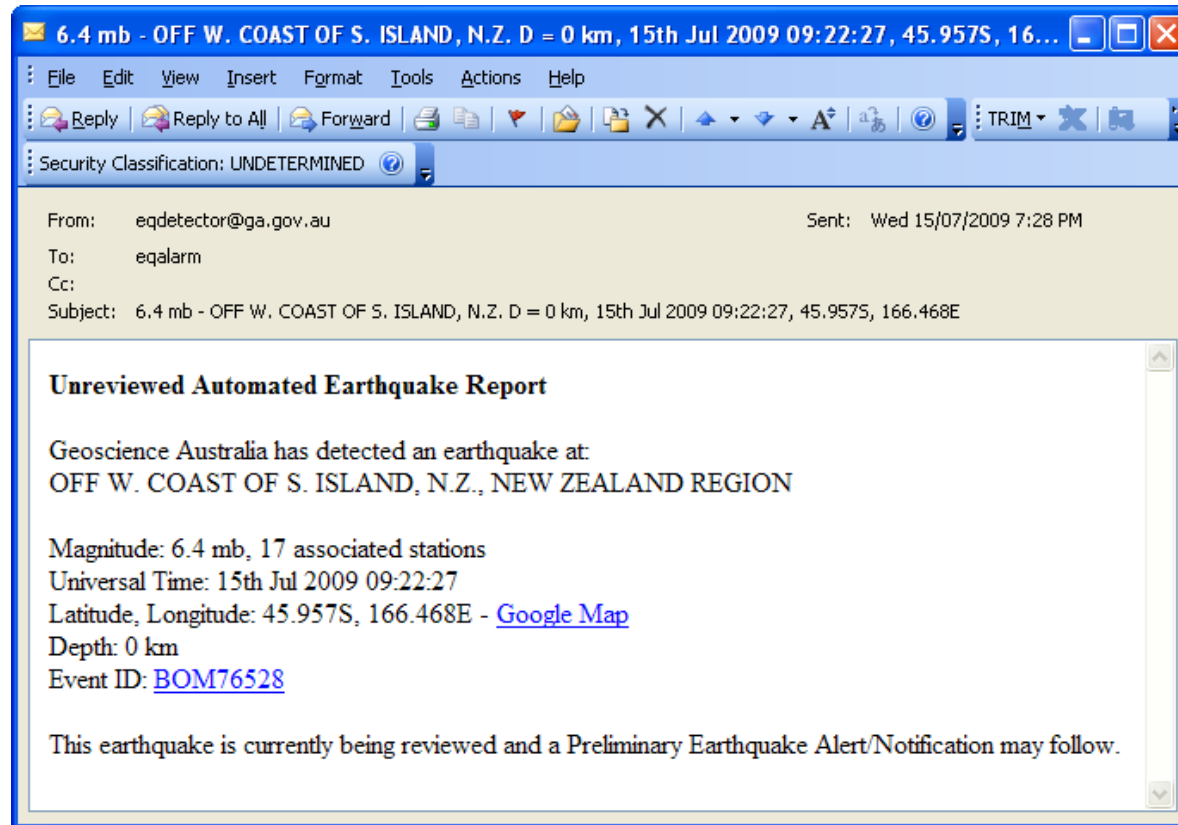 6.4 mb - OFF W. COAST OF S. ISLAND, N.Z. D = 0 km, 15th Jul 2009 09:22:27, 45.957S, 16...
File Edit View Insert Format Tools Actions Help
Reply Reply to All Forward TRIM
Security Classification: UNDETERMINED
From: eqdetector@ga.gov.au Sent: Wed 15/07/2009 7:28 PM
To: eqalarm
Cc:
Subject: 6.4 mb - OFF W. COAST OF S. ISLAND, N.Z. D = 0 km, 15th Jul 2009 09:22:27, 45.957S, 166.468E
Unreviewed Automated Earthquake Report
Geoscience Australia has detected an earthquake at:
OFF W. COAST OF S. ISLAND, N.Z., NEW ZEALAND REGION
Magnitude: 6.4 mb, 17 associated stations
Universal Time: 15th Jul 2009 09:22:27
Latitude, Longitude: 45.957S, 166.468E - Google Map
Depth: 0 km
Event ID: BOM76528
This earthquake is currently being reviewed and a Preliminary Earthquake Alert/Notification may follow.